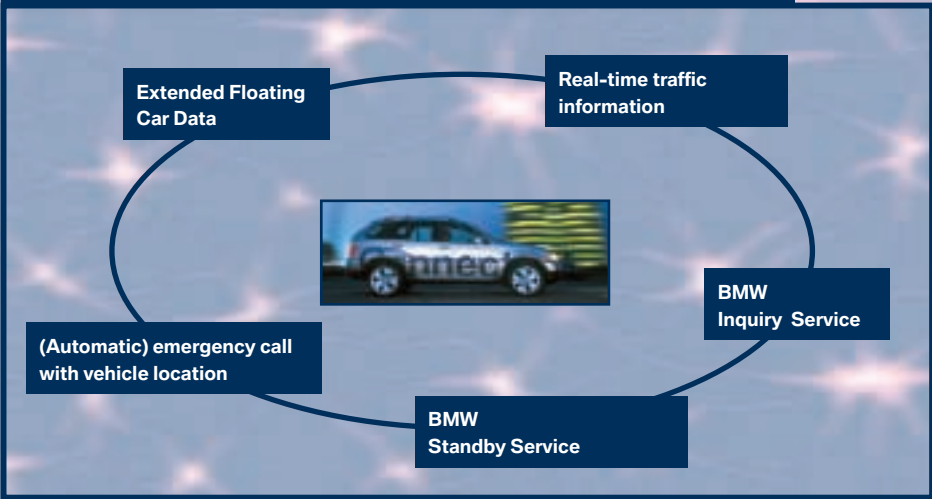 Extended Floating
Car Data
Real-time traffic
information
nnec
BMW
Inquiry Service
(Automatic) emergency call
with vehicle location
BMW
Standby Service